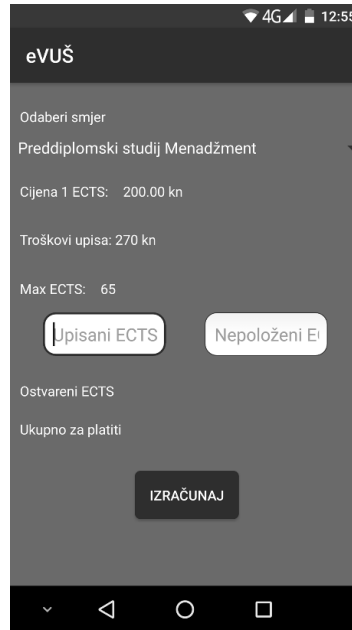 4G 12:55
eVUŠ
Odaberi smjer
Preddiplomski studij Menadžment
Cijena 1 ECTS: 200.00 kn
Troškovi upisa: 270 kn
Max ECTS: 65
Upisani ECTS Nepoloženi E
Ostvareni ECTS
Ukupno za platiti
IZRAČUNAJ